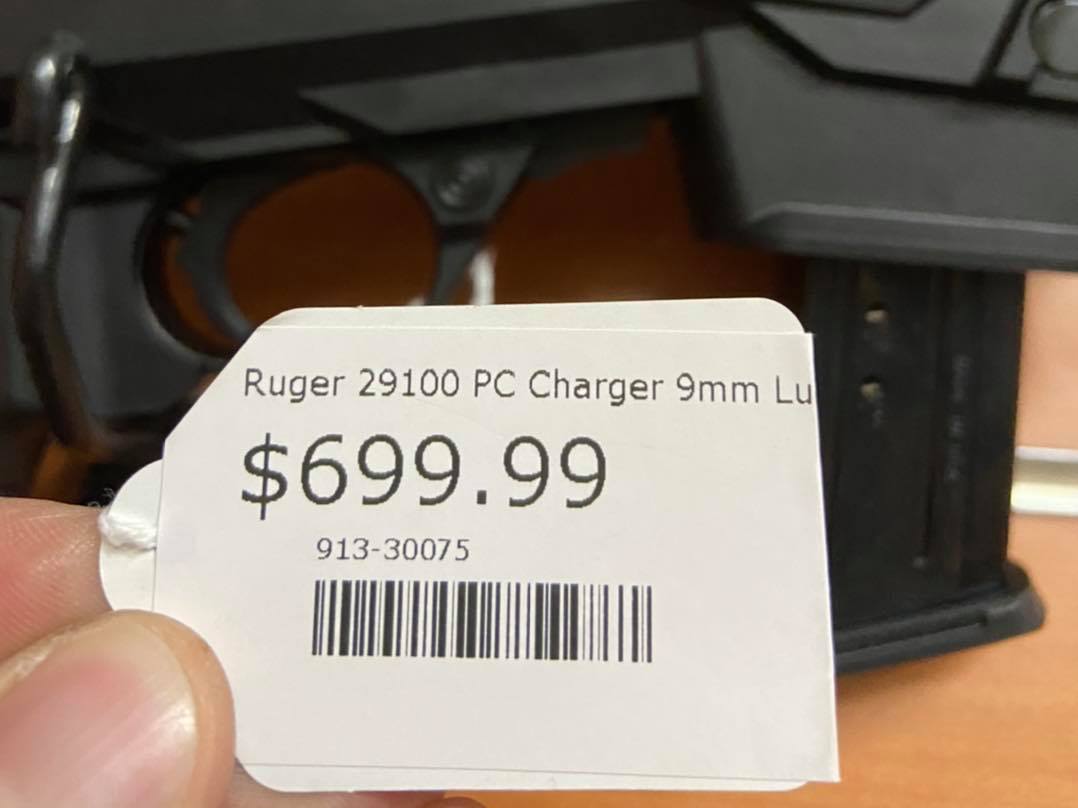 Ruger 29100 PC Charger 9mm Lu
$699.99
913-30075